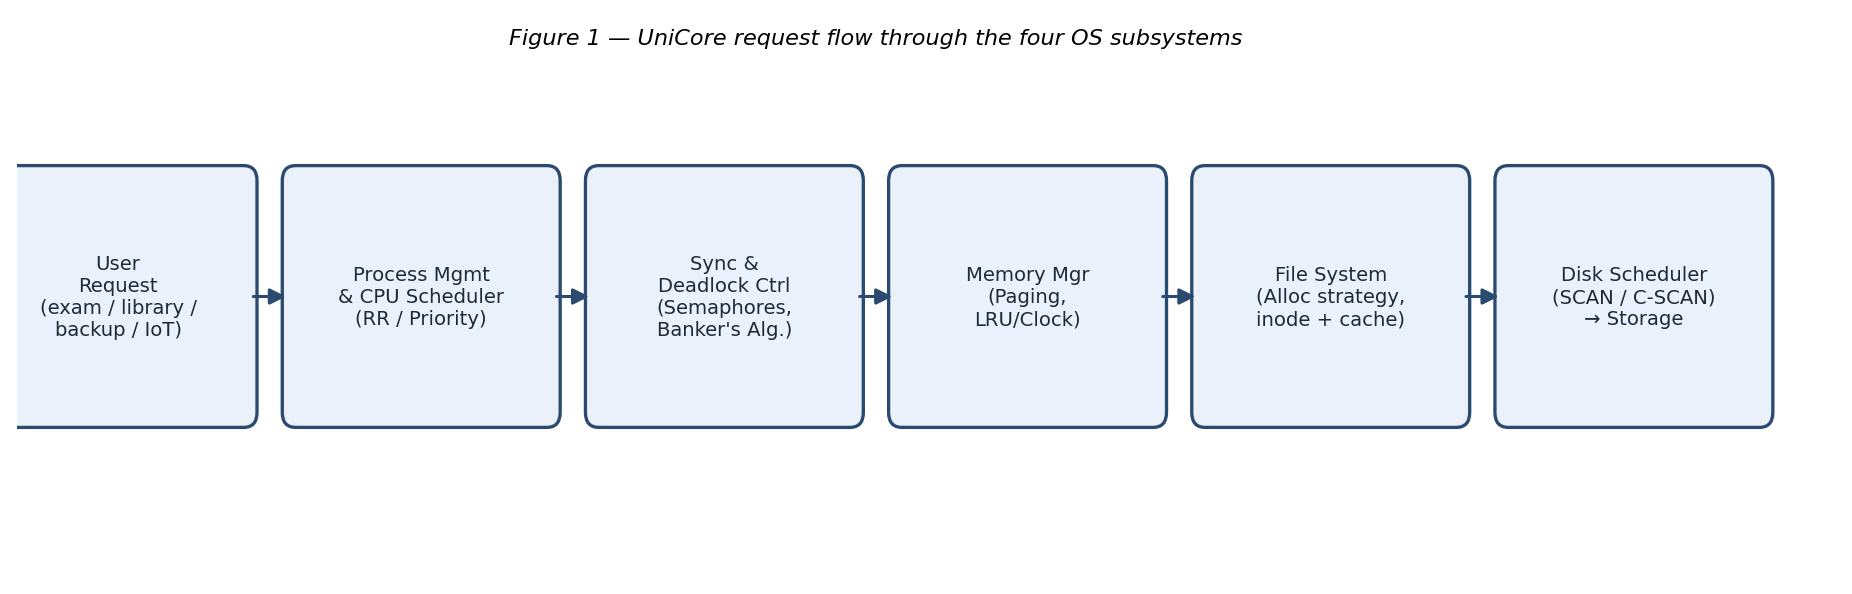 Figure 1 — UniCore request flow through the four OS subsystems
User
Request
(exam / library /
backup / IoT)
Process Mgmt
& CPU Scheduler
(RR / Priority)
Sync &
Deadlock Ctrl
(Semaphores,
Banker's Alg.)
Memory Mgr
(Paging,
LRU/Clock)
File System
(Alloc strategy,
inode + cache)
Disk Scheduler
(SCAN / C-SCAN)
→ Storage